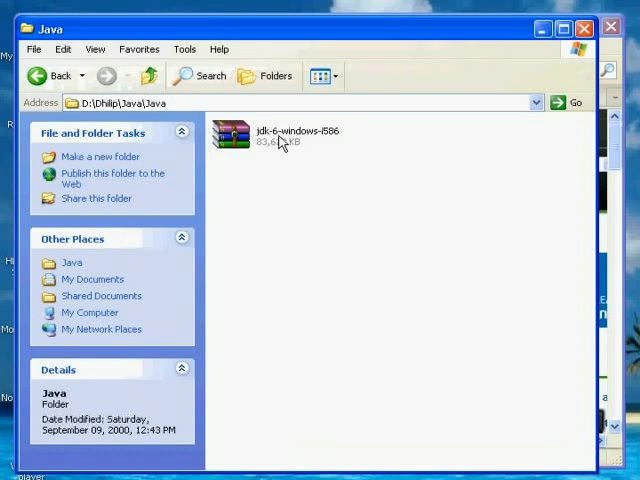 Java
File Edit View Favorites Tools Help
Back Search Folders
Address D:\Dhilip\Java\Java Go
File and Folder Tasks
Make a new folder
Publish this folder to the
Web
Share this folder
Other Places
Java
My Documents
Shared Documents
My Computer
My Network Places
Details
Java
Folder
Date Modified: Saturday,
September 09, 2000, 12:43 PM
jdk-6-windows-i586
KB
player